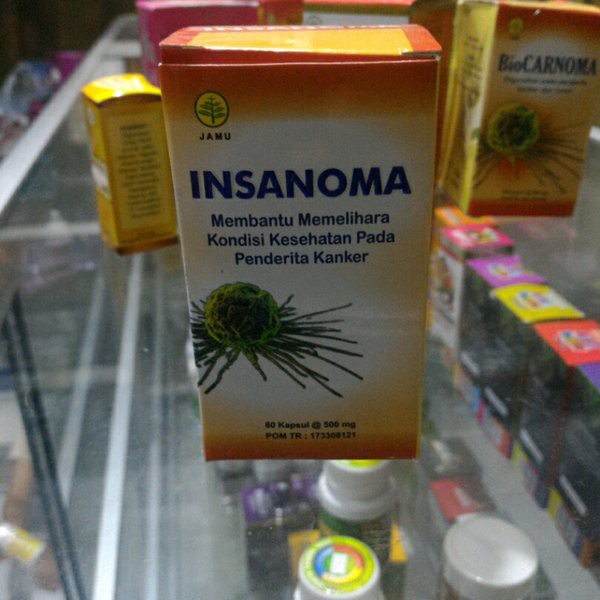 JAMU
INSANOMA
Membantu Memelihara
Kondisi Kesehatan Pada
Penderita Kanker
60 Kapsul @ 500 mg
POM TR : 173309121
BioCARNOMA